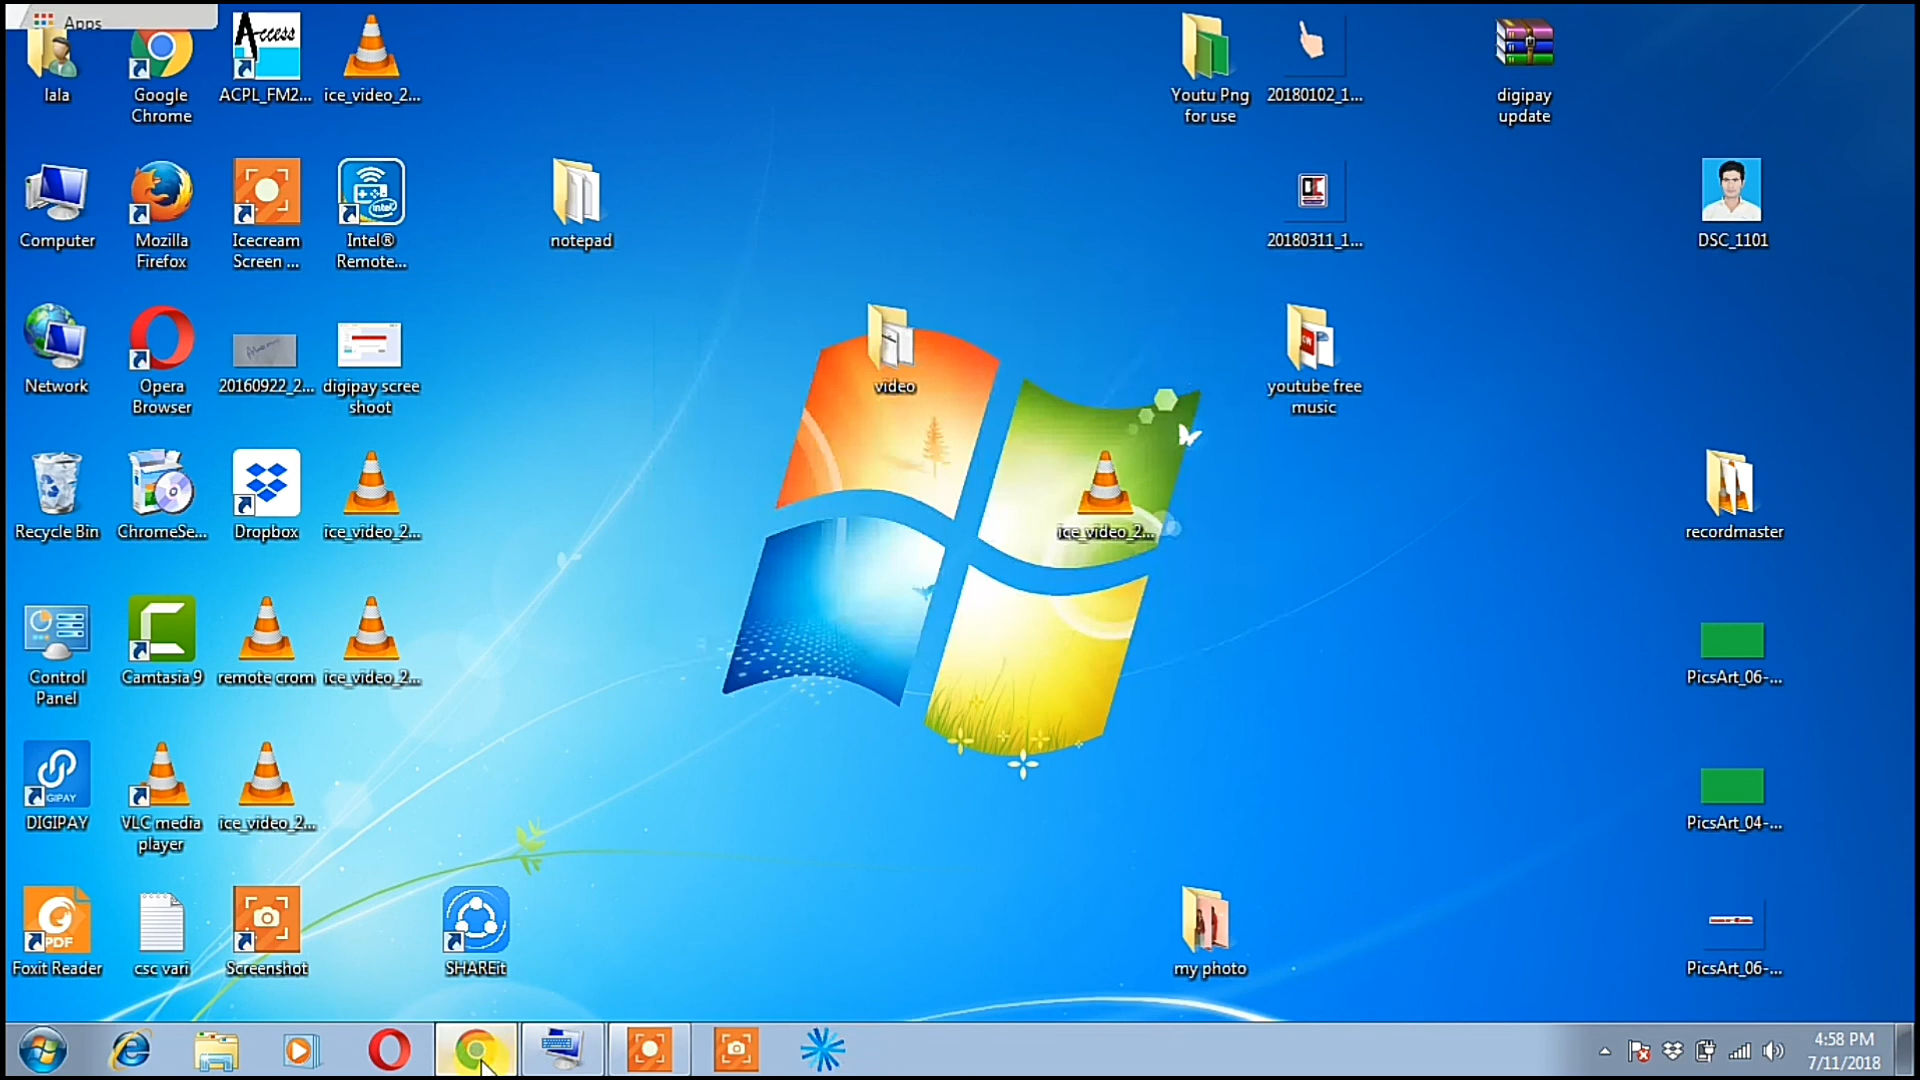 Apps
lala
Google
Chrome
ACPL_FM2...
ice_video_2...
Youtu Png
for use
20180102_1...
digipay
update
Computer
Mozilla
Firefox
Icecream
Screen ...
Intel®
Remote...
notepad
20180311_1...
DSC_1101
Network
Opera
Browser
20160922_2...
digipay scree
shoot
video
youtube free
music
Recycle Bin
ChromeSe...
Dropbox
ice_video_2...
ice_video_2...
recordmaster
Control
Panel
Camtasia 9
remote crom
ice_video_2...
PicsArt_06-...
DIGIPAY
VLC media
player
ice_video_2...
PicsArt_04-...
Foxit Reader
csc vari
Screenshot
SHAREit
my photo
PicsArt_06-...
Access
intel
PDF
4:58 PM
7/11/2018